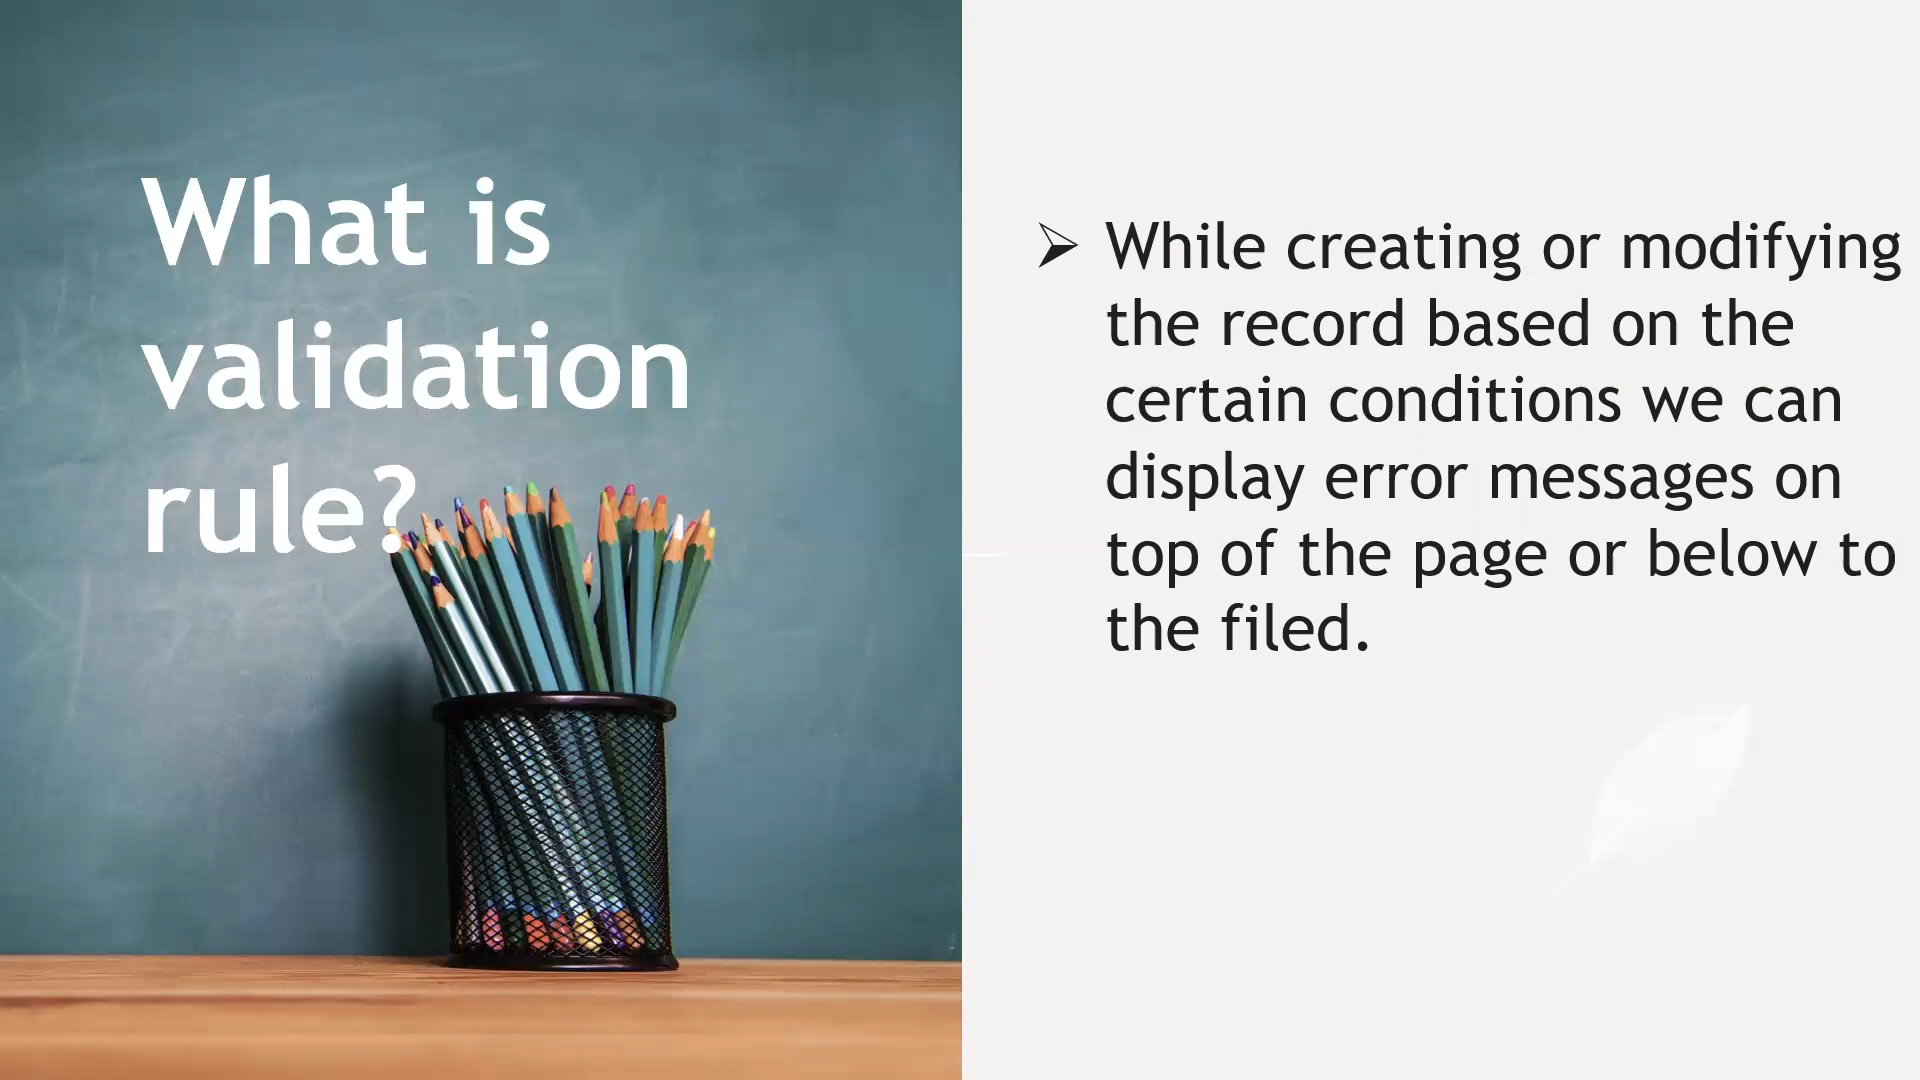 What is
validation
rule?
While creating or modifying
the record based on the
certain conditions we can
display error messages on
top of the page or below to
the filed.